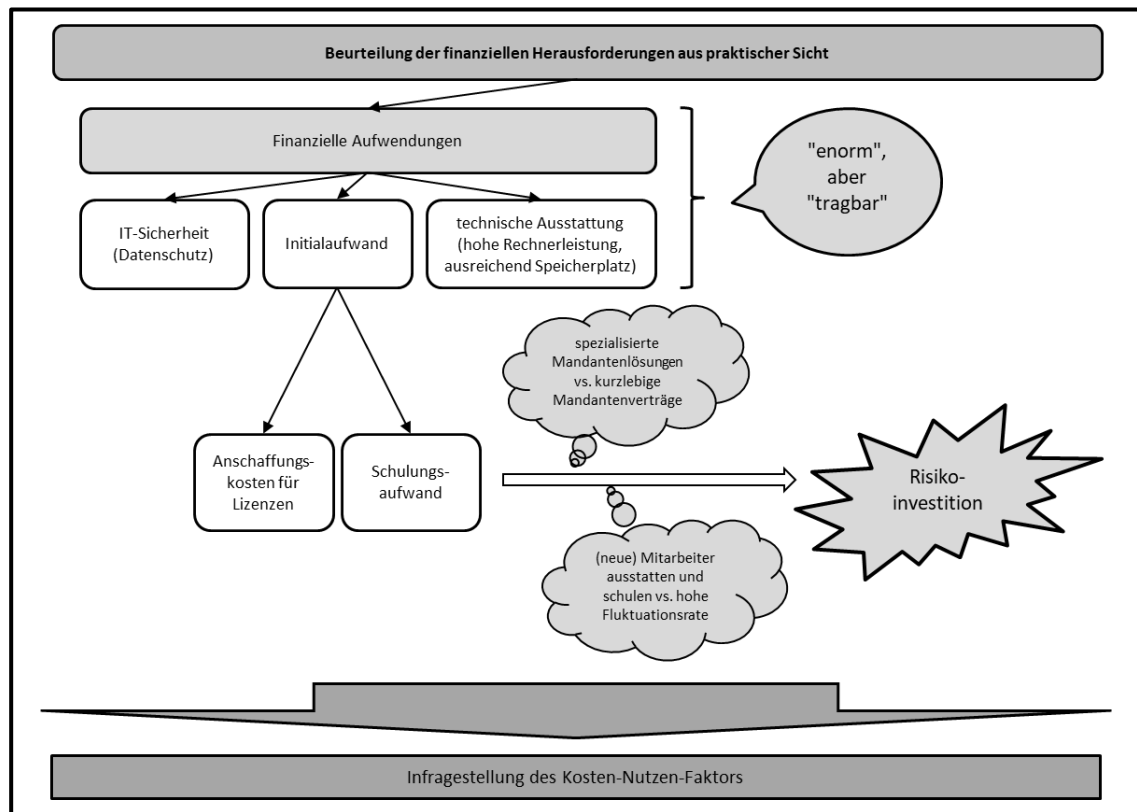 Beurteilung der finanziellen Herausforderungen aus praktischer Sicht
Finanzielle Aufwendungen
"enorm",
aber
"tragbar"
IT-Sicherheit
(Datenschutz)
Initialaufwand
technische Ausstattung
(hohe Rechnerleistung,
ausreichend Speicherplatz)
spezialisierte
Mandantenlösungen
vs. kurzlebige
Mandantenverträge
Anschaffungs-
kosten für
Lizenzen
Schulungs-
aufwand
Risiko-
investition
(neue) Mitarbeiter
ausstatten und
schulen vs. hohe
Fluktuationsrate
Infragestellung des Kosten-Nutzen-Faktors